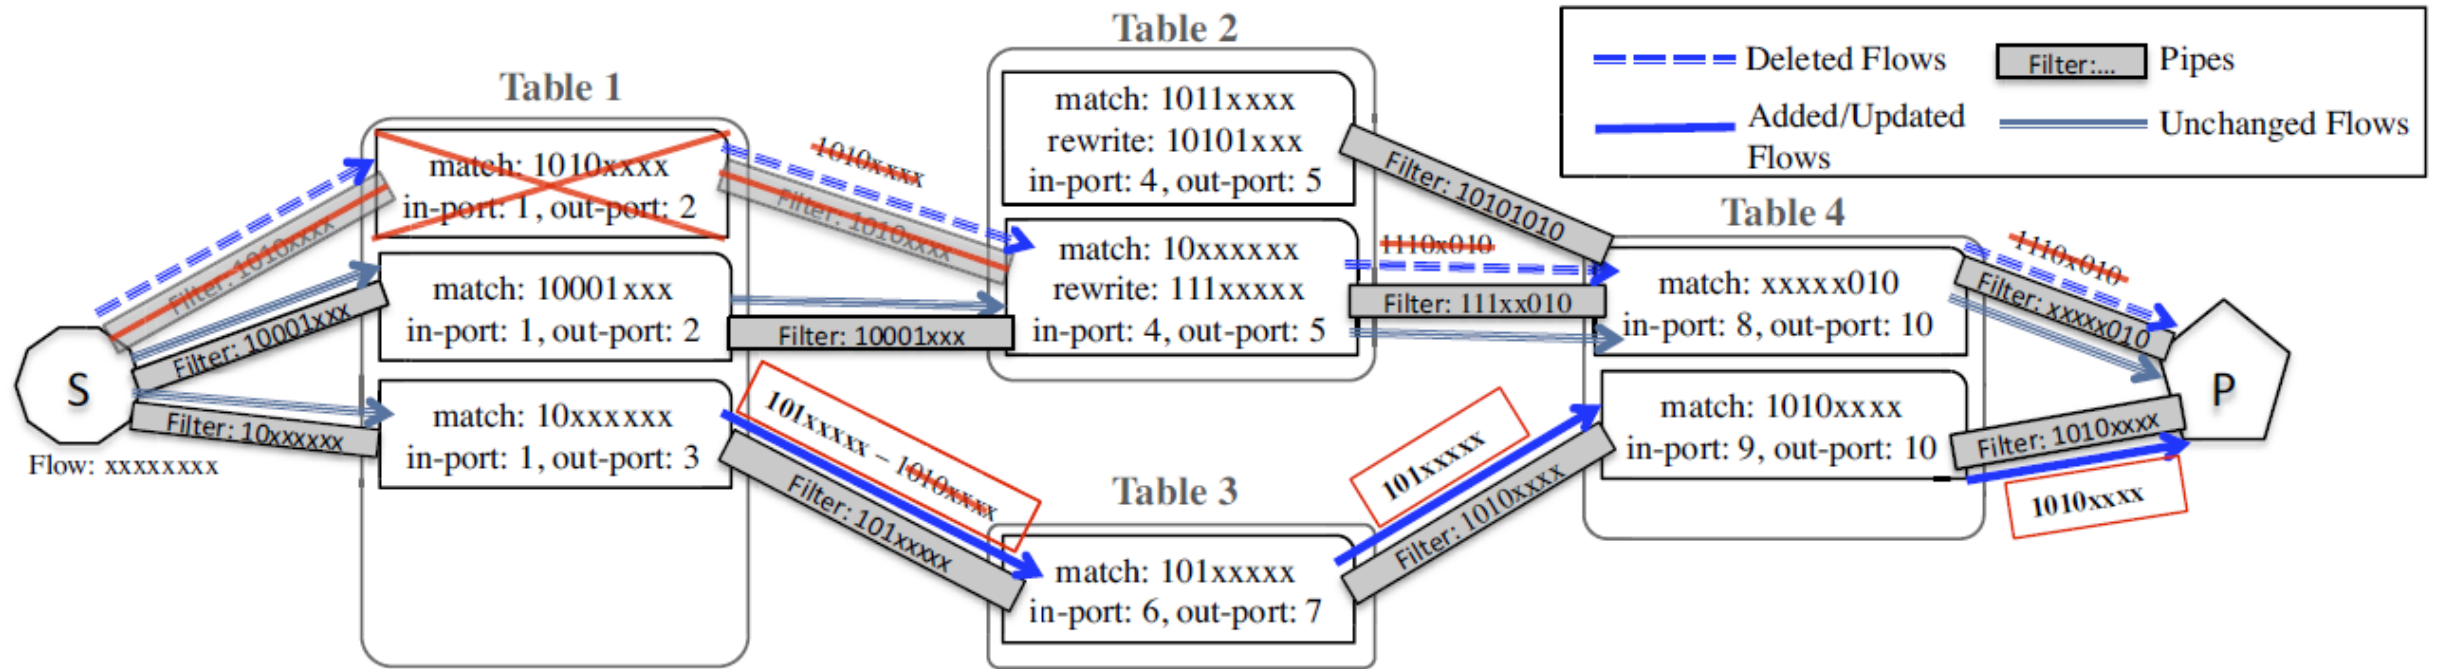 Table 2
Deleted Flows
Filter:...
Pipes
Added/Updated
Flows
Unchanged Flows
Table 1
match: 1010xxxx
in-port: 1, out-port: 2
match: 10001xxx
in-port: 1, out-port: 2
match: 10xxxxxx
in-port: 1, out-port: 3
Filter: 1010xxxx
Filter: 10001xxx
Filter: 10xxxxxx
S
Flow: xxxxxxxx
1010xxxx
Filter: 1010xxxx
Filter: 10001xxx
101xxxxx – 1010xxxx
Filter: 101xxxxx
match: 1011xxxx
rewrite: 10101xxx
in-port: 4, out-port: 5
match: 10xxxxxx
rewrite: 111xxxxx
in-port: 4, out-port: 5
Table 3
match: 101xxxxx
in-port: 6, out-port: 7
Filter: 10101010
1110x010
Filter: 111xx010
101xxxxx
Filter: 1010xxxx
Table 4
match: xxxxx010
in-port: 8, out-port: 10
match: 1010xxxx
in-port: 9, out-port: 10
1110x010
Filter: xxxxx010
Filter: 1010xxxx
1010xxxx
P